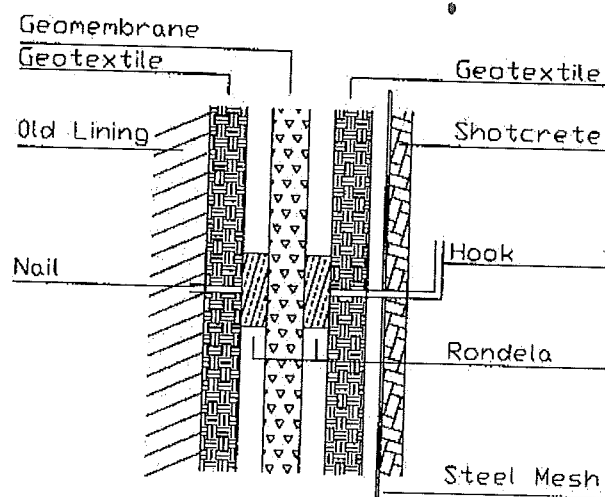 Geomembrane
Geotextile
Geotextile
Old Lining
Shotcrete
Nail
Hook
Rondela
Steel Mesh